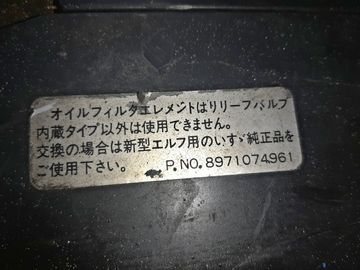 オイルフィルタエレメントはリリーフバルブ
内蔵タイプ以外は使用できません。
交換の場合は新型エルフ用のいすゞ純正品を
ご使用下さい。 P.NO.8971074961